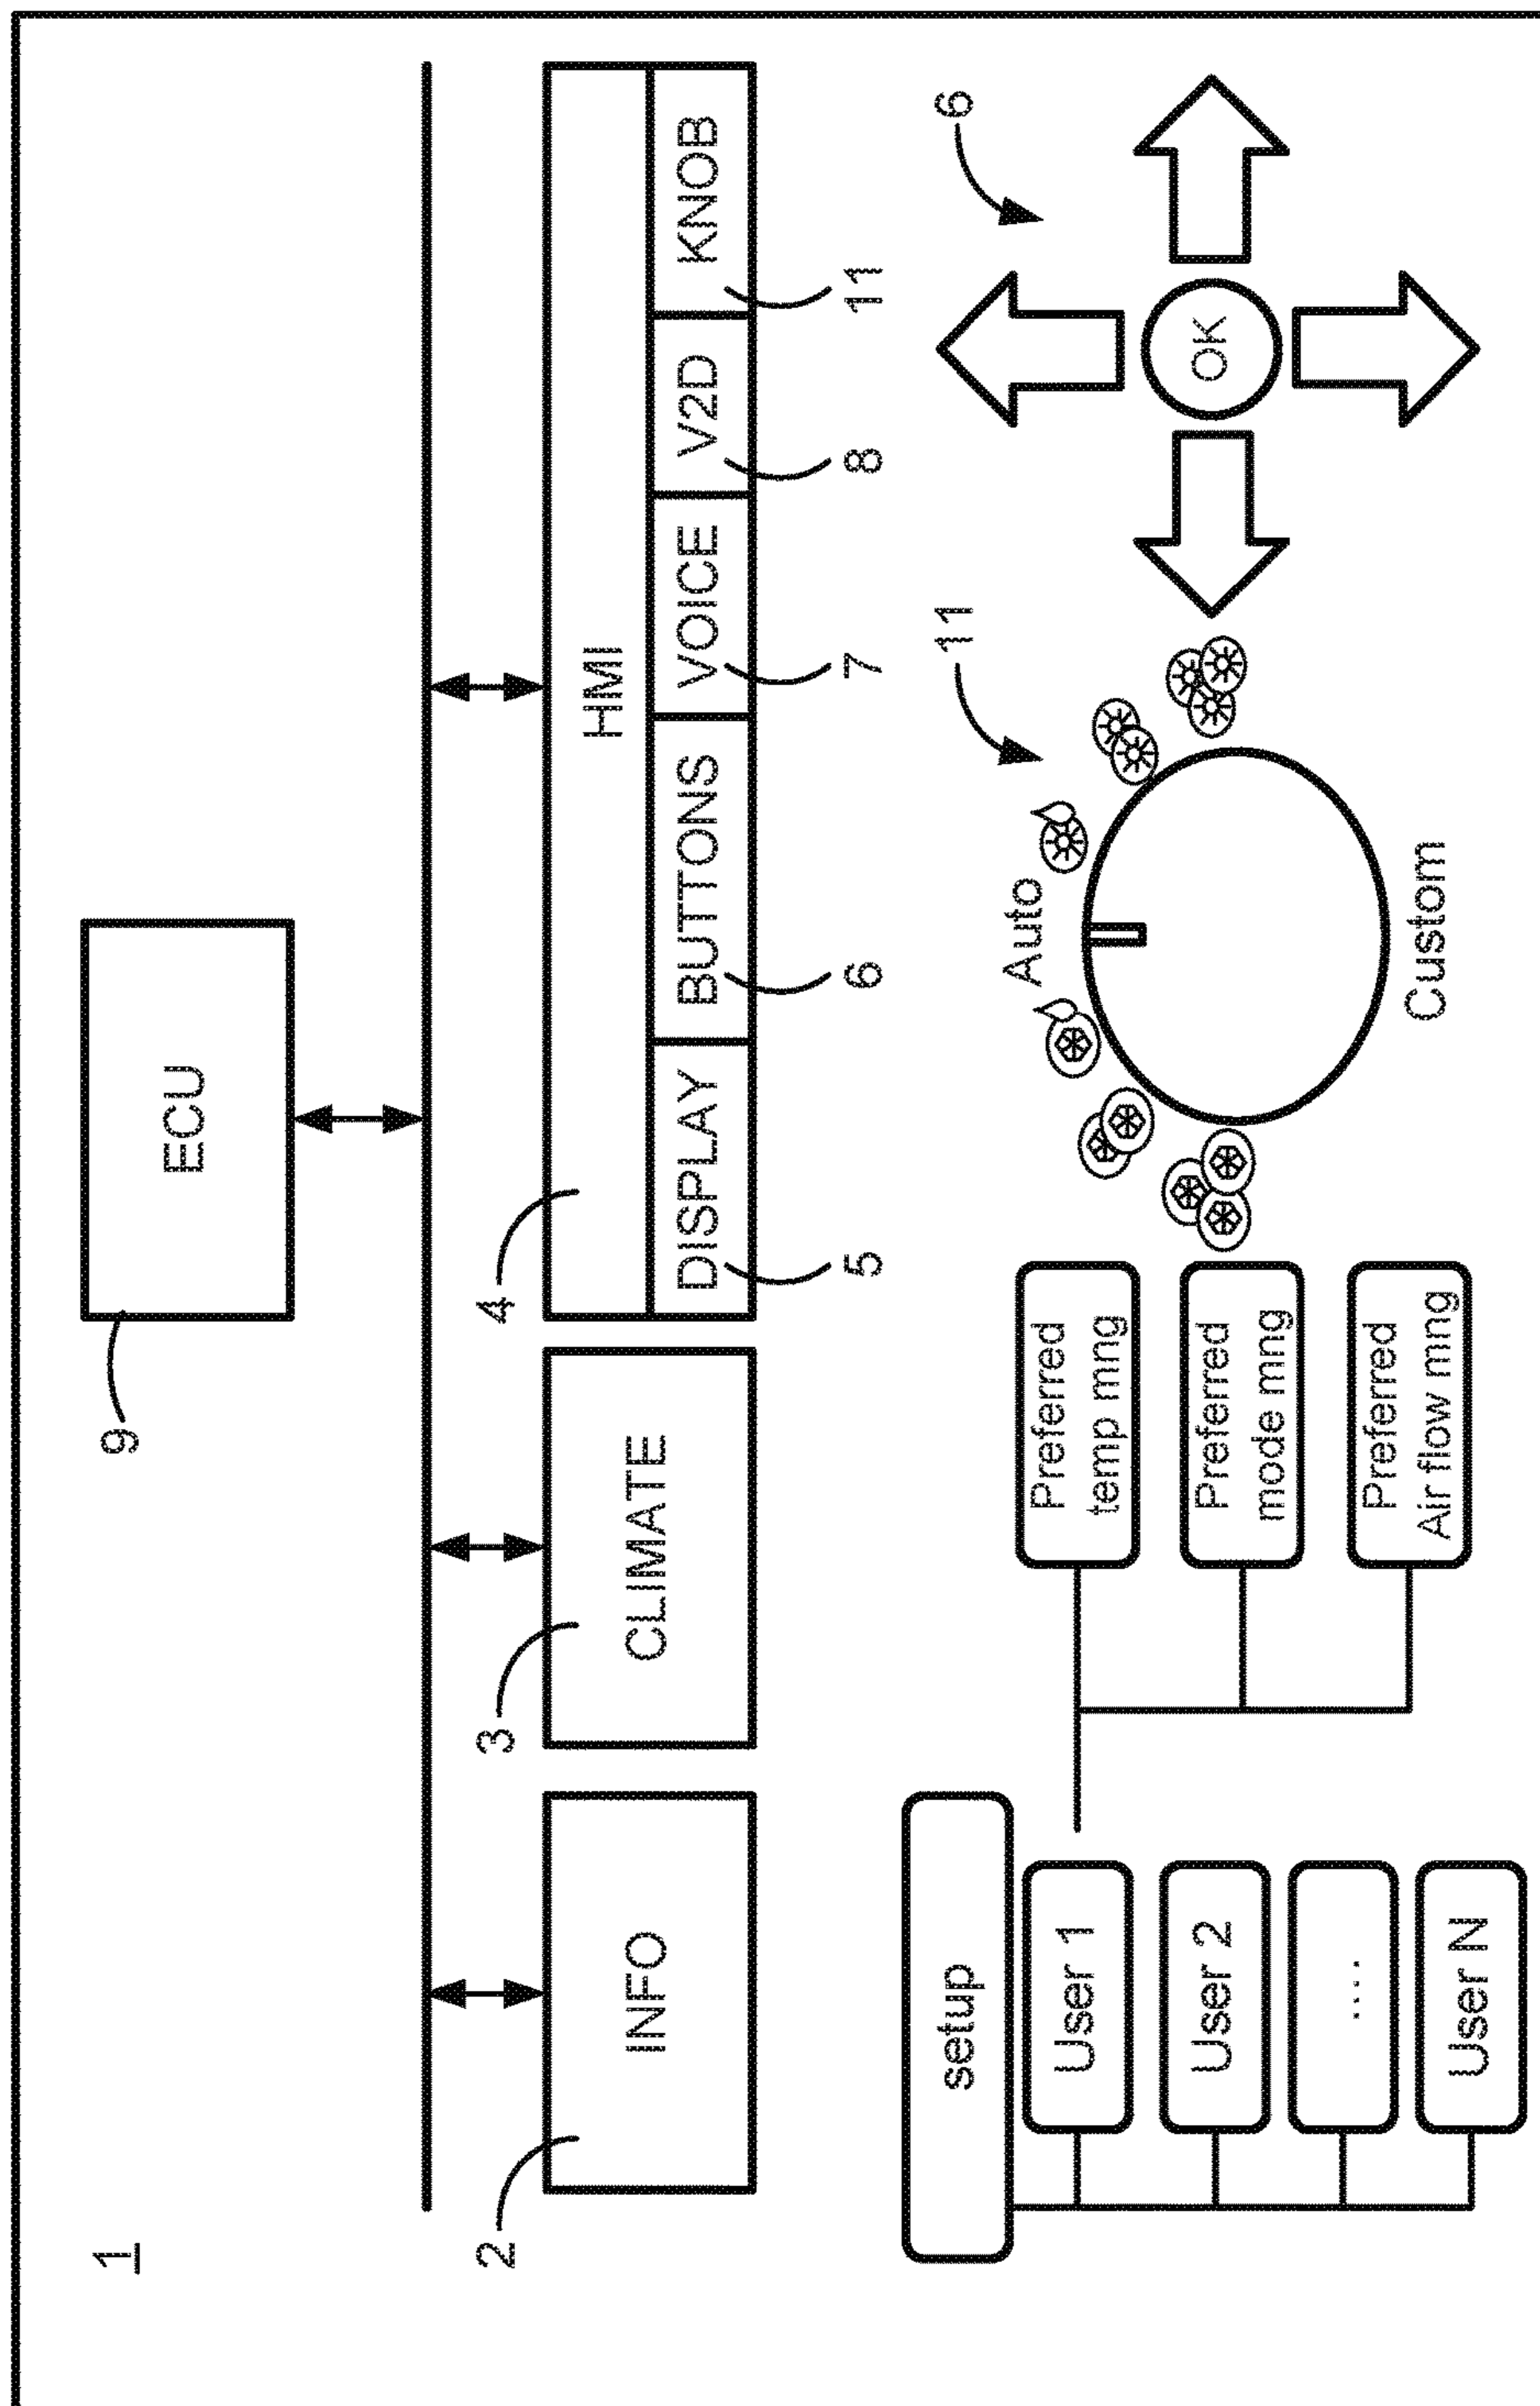 1
9
ECU
2
INFO
3
CLIMATE
4
HMI
DISPLAY
BUTTONS
VOICE
V2D
KNOB
5
6
7
8
11
setup
User 1
User 2
....
User N
Preferred
temp mng
Preferred
mode mng
Preferred
Air flow mng
11
Auto
Custom
6
OK